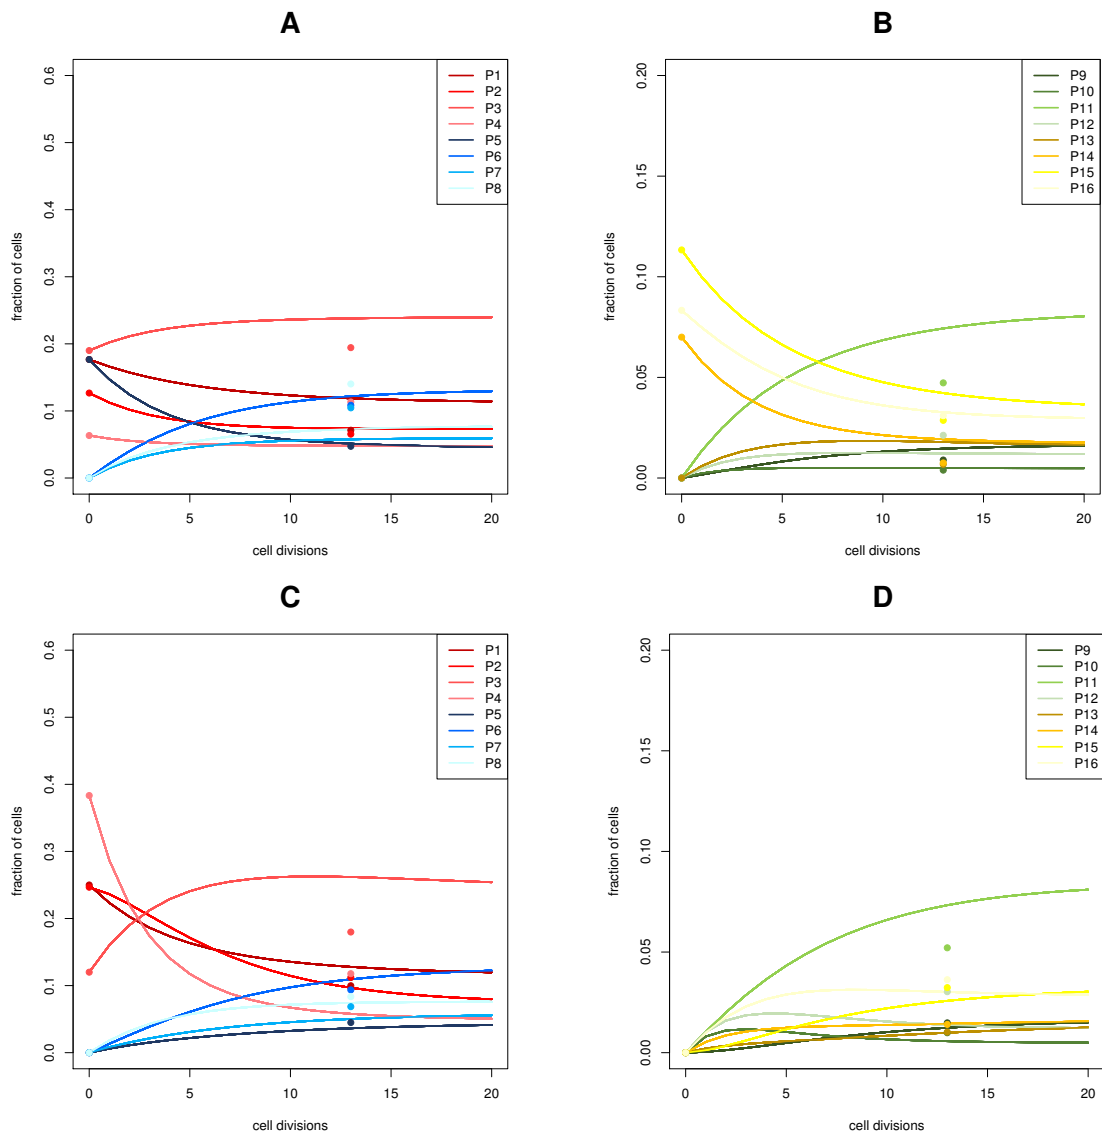 A
fraction of cells
0.0 0.1 0.2 0.3 0.4 0.5 0.6
0 5 10 15 20
cell divisions
P1
P2
P3
P4
P5
P6
P7
P8
B
fraction of cells
0.00 0.05 0.10 0.15 0.20
0 5 10 15 20
cell divisions
P9
P10
P11
P12
P13
P14
P15
P16
C
fraction of cells
0.0 0.1 0.2 0.3 0.4 0.5 0.6
0 5 10 15 20
cell divisions
P1
P2
P3
P4
P5
P6
P7
P8
D
fraction of cells
0.00 0.05 0.10 0.15 0.20
0 5 10 15 20
cell divisions
P9
P10
P11
P12
P13
P14
P15
P16